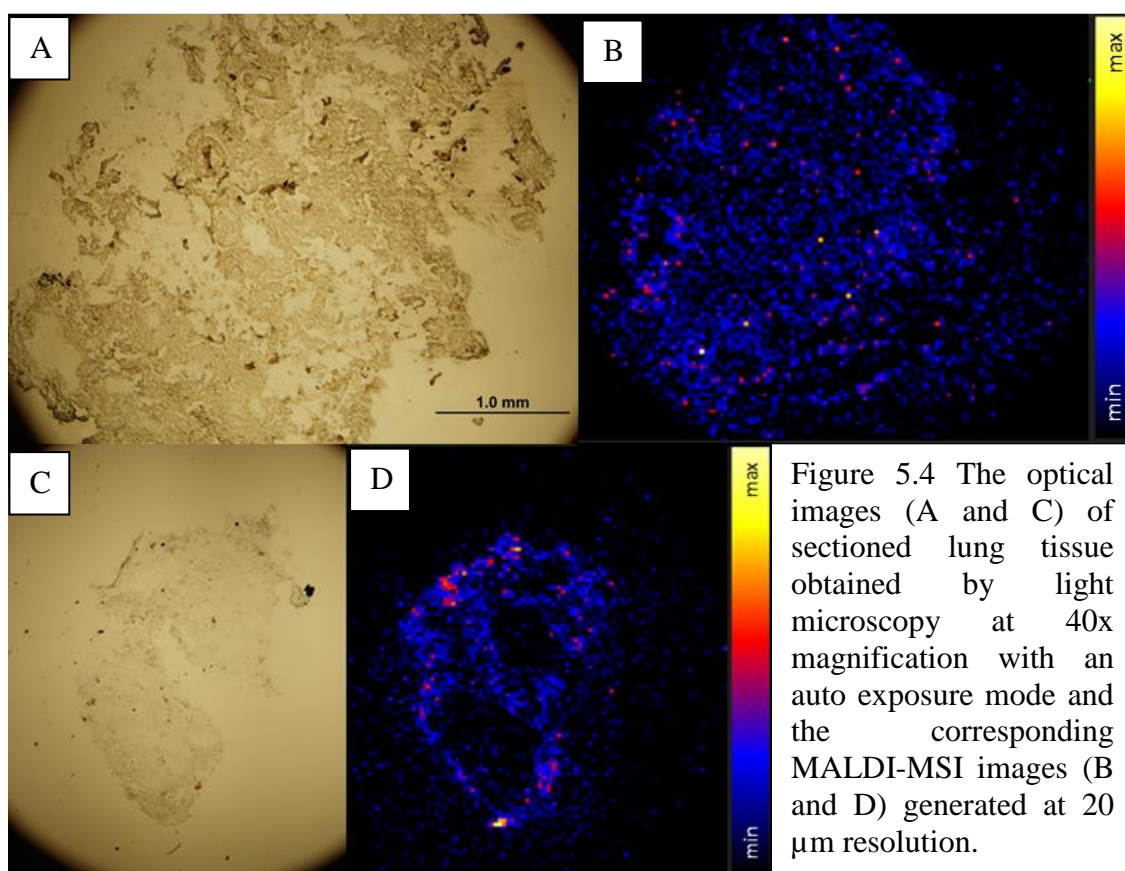 A
B
max
min
1.0 mm
C
D
max
min
Figure 5.4 The optical
images (A and C) of
sectioned lung tissue
obtained by light
microscopy at 40x
magnification with an
auto exposure mode and
the corresponding
MALDI-MSI images (B
and D) generated at 20
µm resolution.